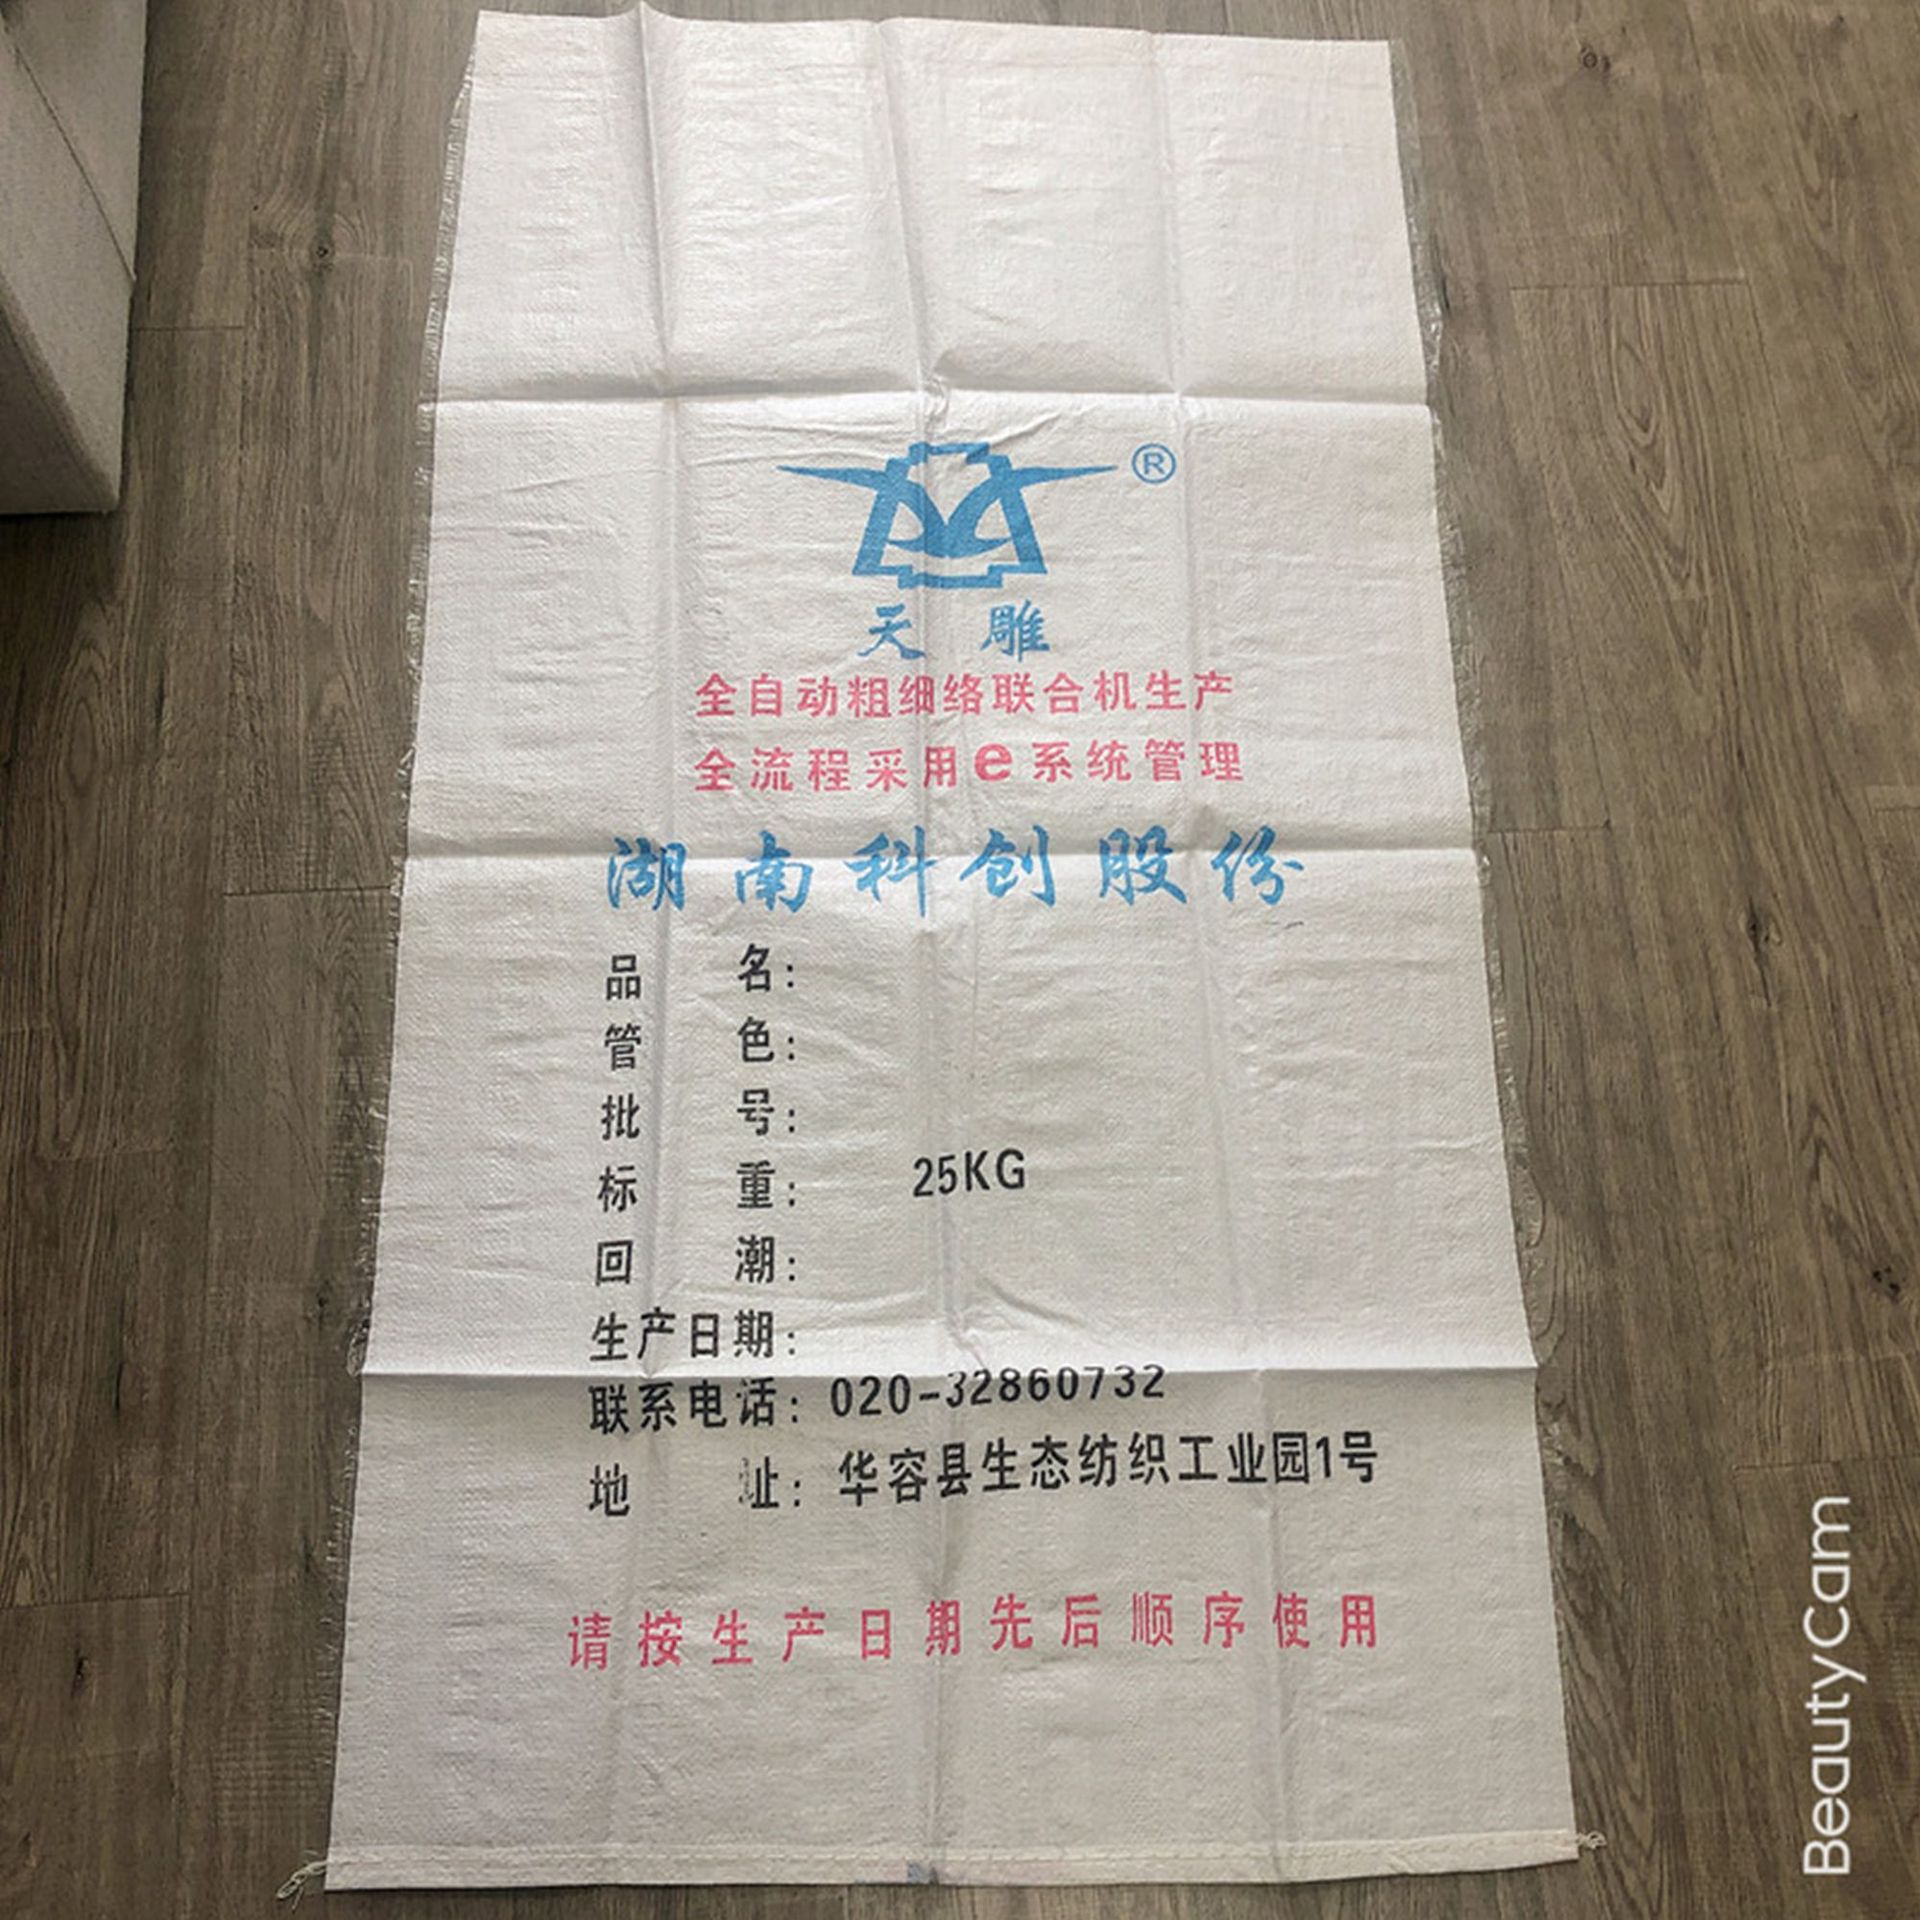 ®
天雕
全自动粗细络联合机生产
全流程采用e系统管理
湖南科创股份
品名：
管色：
批号：
标重： 25KG
回潮：
生产日期：
联系电话：020-32860732
地址：华容县生态纺织工业园1号
请按生产日期先后顺序使用
BeautyCam